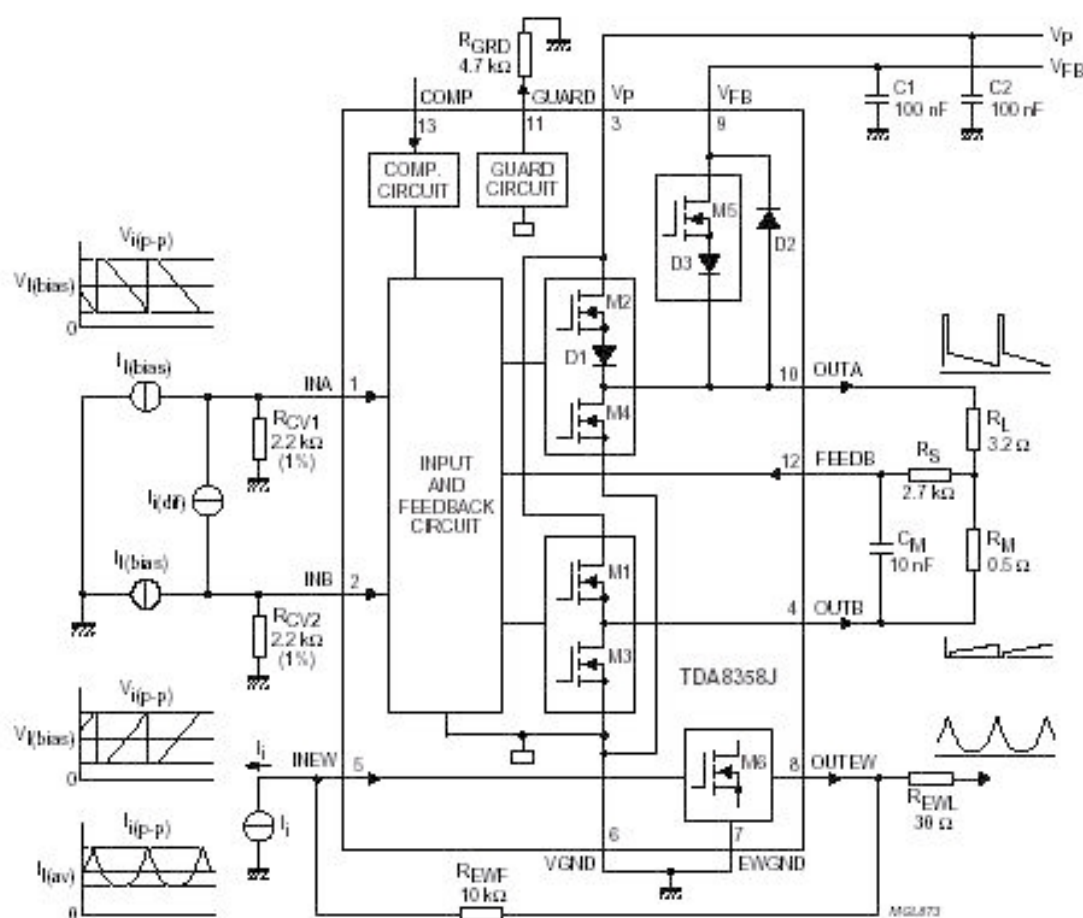 R_GRD
4.7 kΩ
V_P
V_FB
C1
100 nF
C2
100 nF
COMP
GUARD
V_P
V_FB
13
11
3
9
COMP.
CIRCUIT
GUARD
CIRCUIT
M5
D3
D2
V_i(p-p)
V_I(bias)
0
M2
D1
M4
I_I(bias)
INA
1
R_CV1
2.2 kΩ
(1%)
10
OUTA
R_L
3.2 Ω
INPUT
AND
FEEDBACK
CIRCUIT
12
FEEDB
R_S
2.7 kΩ
I_i(dif)
C_M
10 nF
R_M
0.5 Ω
I_I(bias)
INB
2
R_CV2
2.2 kΩ
(1%)
M1
M3
4
OUTB
TDA8358J
V_i(p-p)
V_I(bias)
0
I_i
INEW
5
I_i
M6
8
OUTEW
R_EWL
30 Ω
6
7
VGND
EWGND
I_i(p-p)
I_I(av)
0
R_EWF
10 kΩ
MGL873